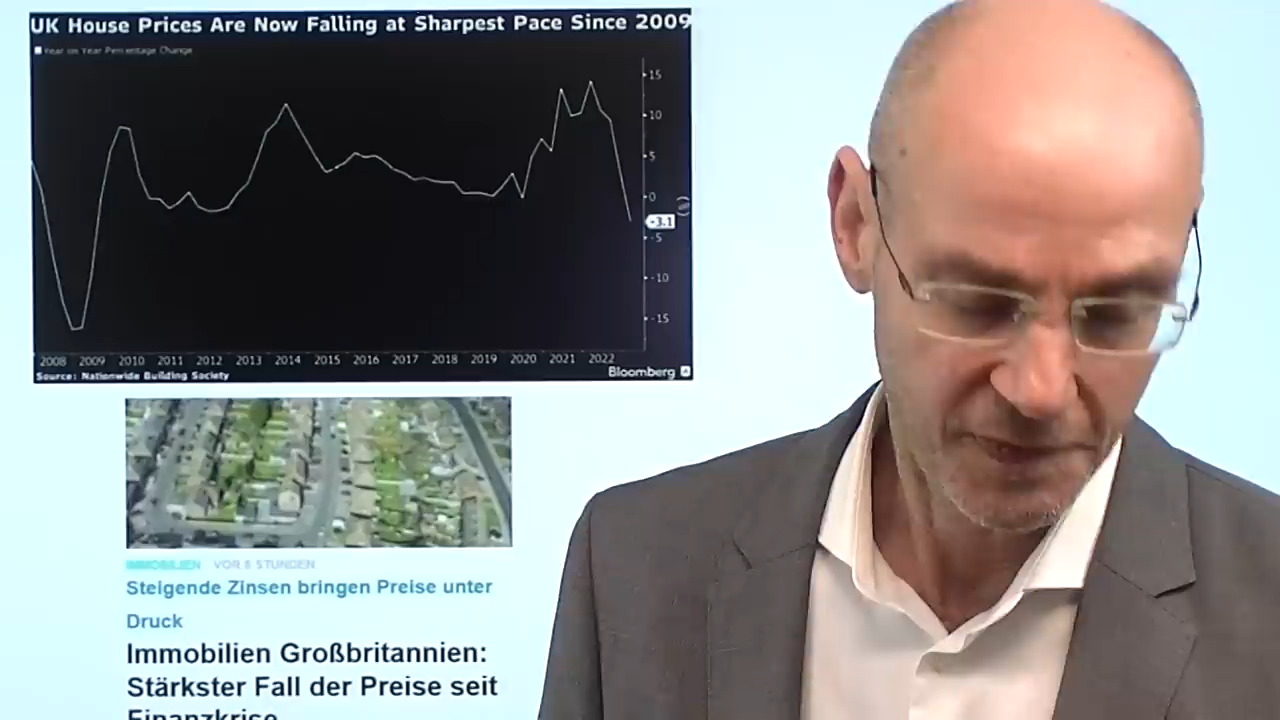 UK House Prices Are Now Falling at Sharpest Pace Since 2009
Year on Year Percentage Change
15
10
5
0
-3.1
-5
-10
-15
2008 2009 2010 2011 2012 2013 2014 2015 2016 2017 2018 2019 2020 2021 2022
Source: Nationwide Building Society
Bloomberg
IMMOBILIEN VOR 6 STUNDEN
Steigende Zinsen bringen Preise unter
Druck
Immobilien Großbritannien:
Stärkster Fall der Preise seit
Finanzkrise